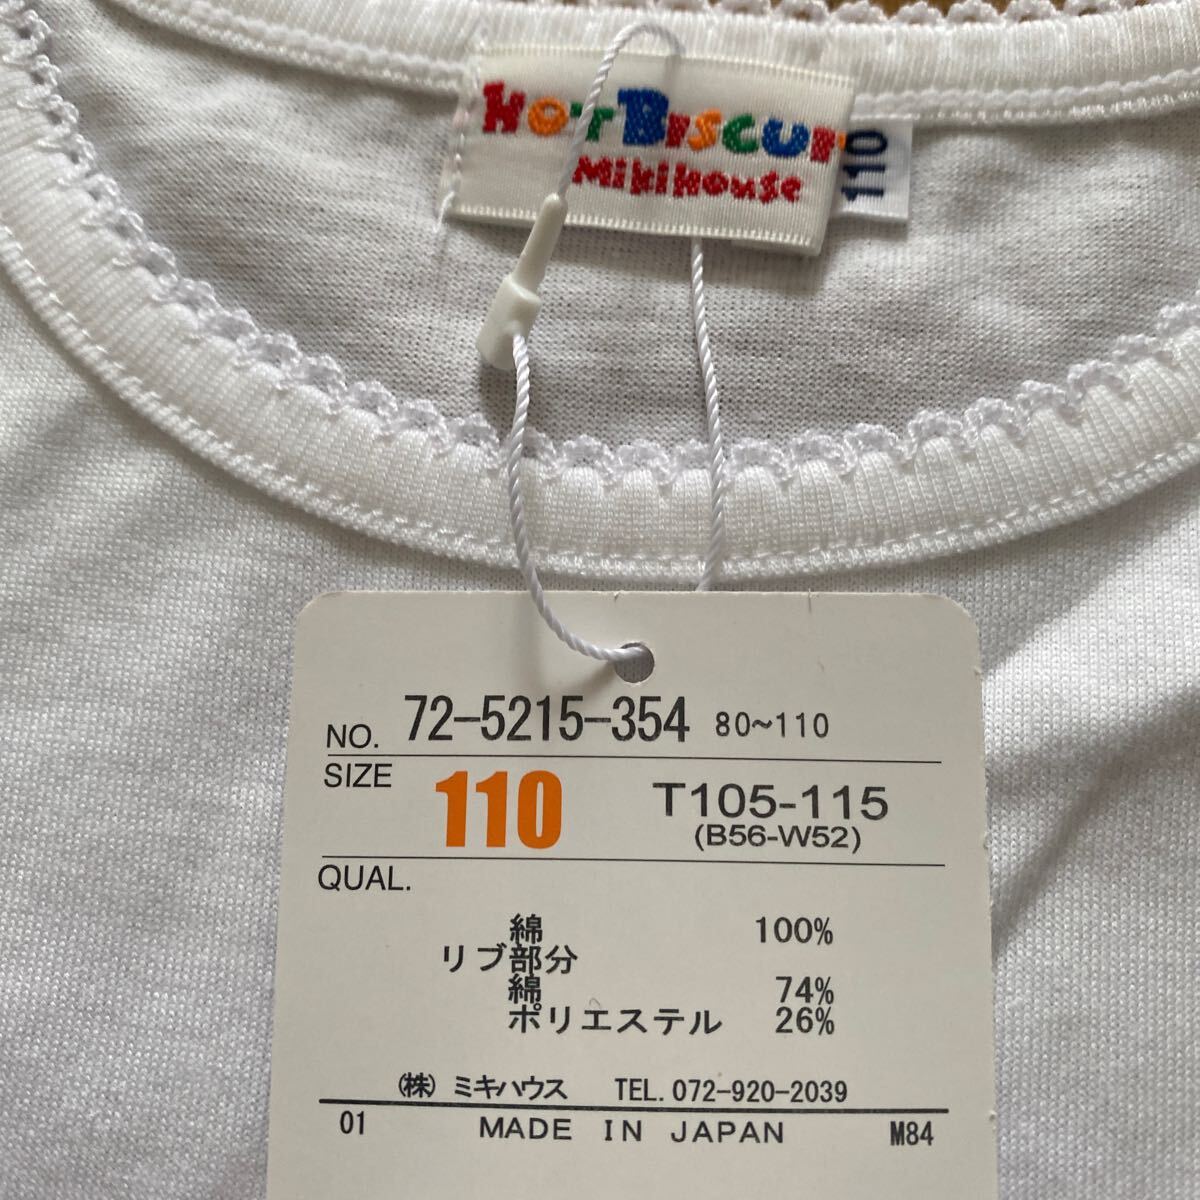 HOT BISCUI
Mikihouse
110
NO. 72-5215-354 80~110
SIZE 110 T105-115
(B56-W52)
QUAL.
綿 100%
リブ部分
綿 74%
ポリエステル 26%
㈱ ミキハウス TEL.072-920-2039
01 MADE IN JAPAN M84